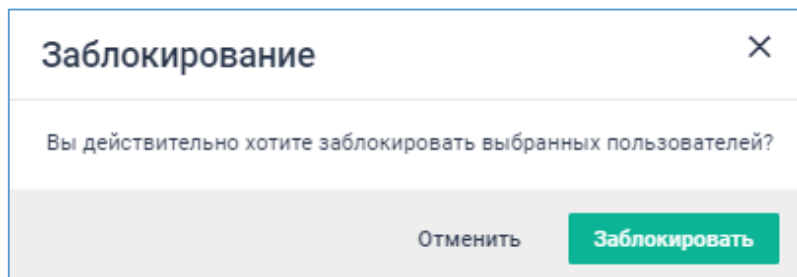 Заблокирование
Вы действительно хотите заблокировать выбранных пользователей?
Отменить Заблокировать